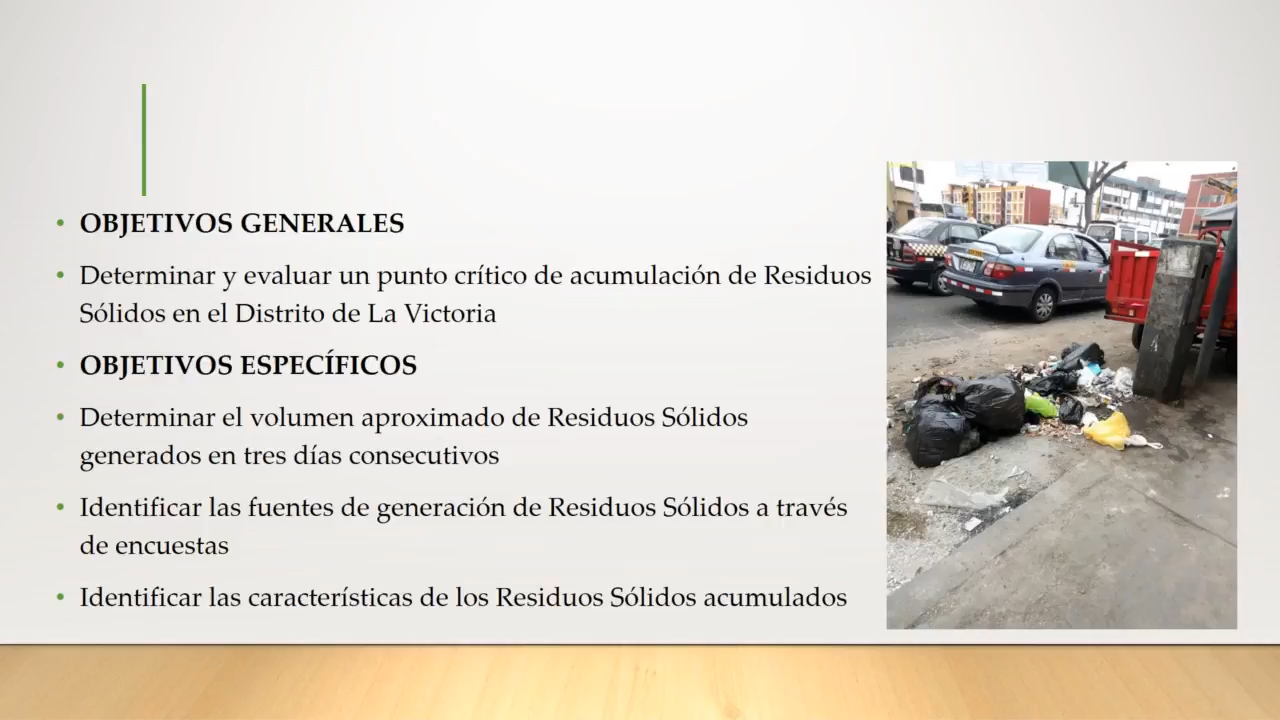 OBJETIVOS GENERALES
Determinar y evaluar un punto crítico de acumulación de Residuos
Sólidos en el Distrito de La Victoria
OBJETIVOS ESPECÍFICOS
Determinar el volumen aproximado de Residuos Sólidos
generados en tres días consecutivos
Identificar las fuentes de generación de Residuos Sólidos a través
de encuestas
Identificar las características de los Residuos Sólidos acumulados